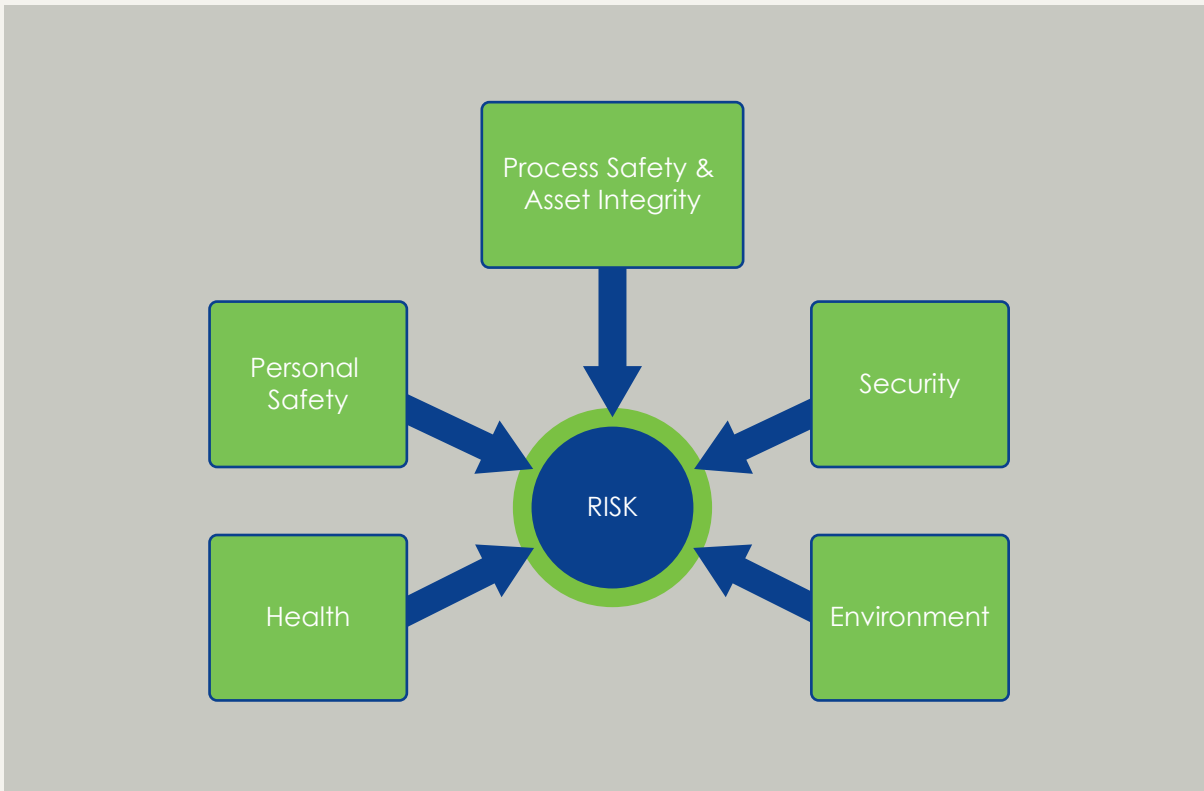 Process Safety &
Asset Integrity
Personal
Safety
Security
RISK
Health
Environment